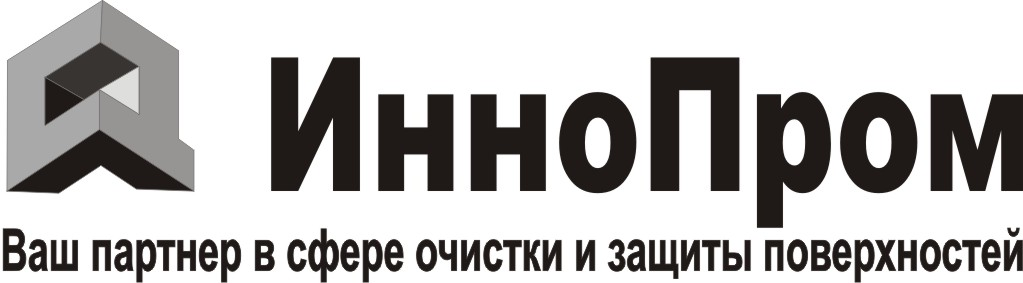 ИнноПром
Ваш партнер в сфере очистки и защиты поверхностей